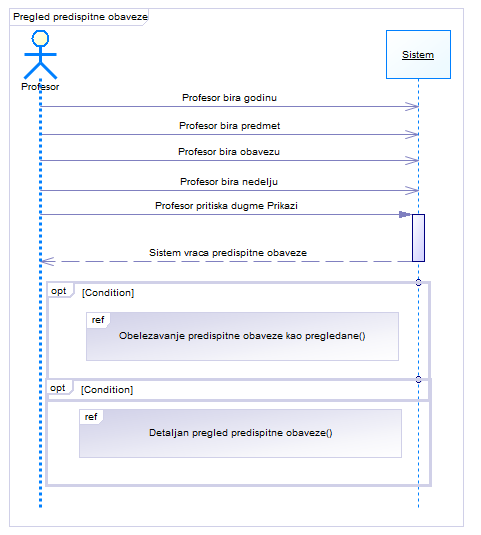 Pregled predispitne obaveze
Profesor
Sistem
Profesor bira godinu
Profesor bira predmet
Profesor bira obavezu
Profesor bira nedelju
Profesor pritiska dugme Prikazi
Sistem vraca predispitne obaveze
opt [Condition]
ref
Obelezavanje predispitne obaveze kao pregledane()
opt [Condition]
ref
Detaljan pregled predispitne obaveze()